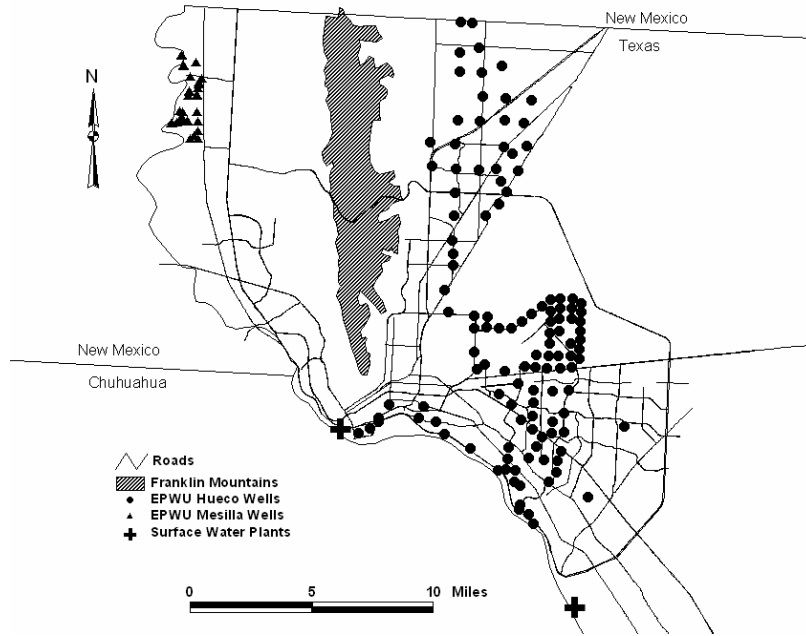 New Mexico
Texas
N
New Mexico
Chuhuahua
Roads
Franklin Mountains
EPWU Hueco Wells
EPWU Mesilla Wells
Surface Water Plants
0 5 10 Miles